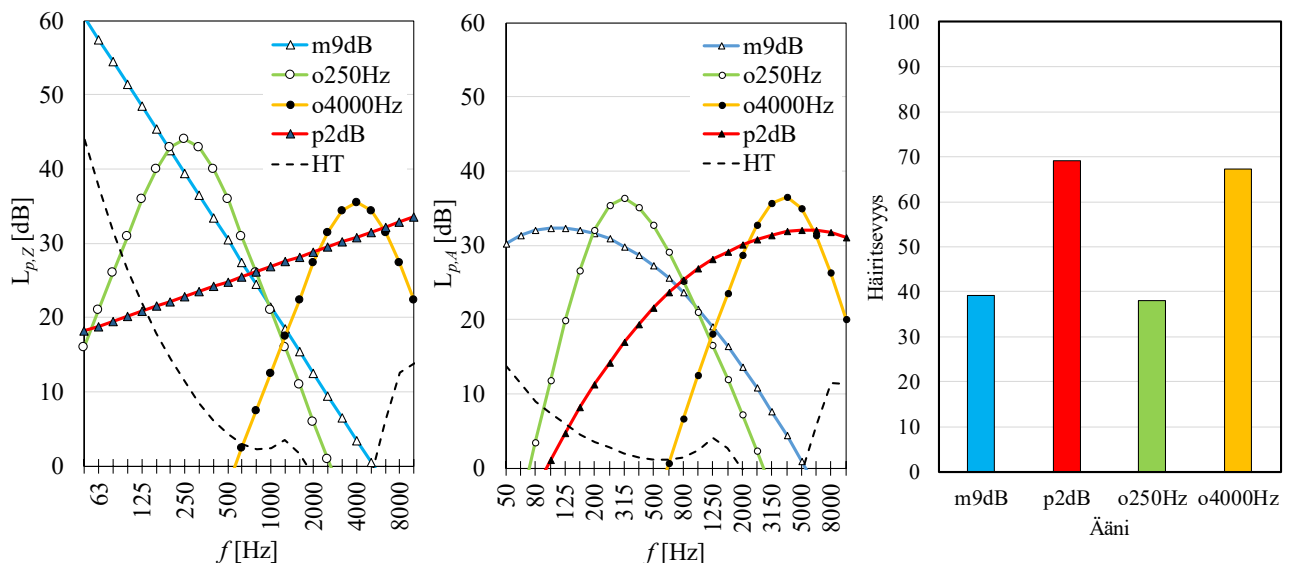 60
50
40
30
20
10
0
L_{p,Z} [dB]
63
125
250
500
1000
2000
4000
8000
f [Hz]
m9dB
o250Hz
o4000Hz
p2dB
HT
60
50
40
30
20
10
0
L_{p,A} [dB]
50
80
125
200
315
500
800
1250
2000
3150
5000
8000
f [Hz]
m9dB
o250Hz
o4000Hz
p2dB
HT
100
90
80
70
60
50
40
30
20
10
0
Häiritsevyys
m9dB p2dB o250Hz o4000Hz
Ääni